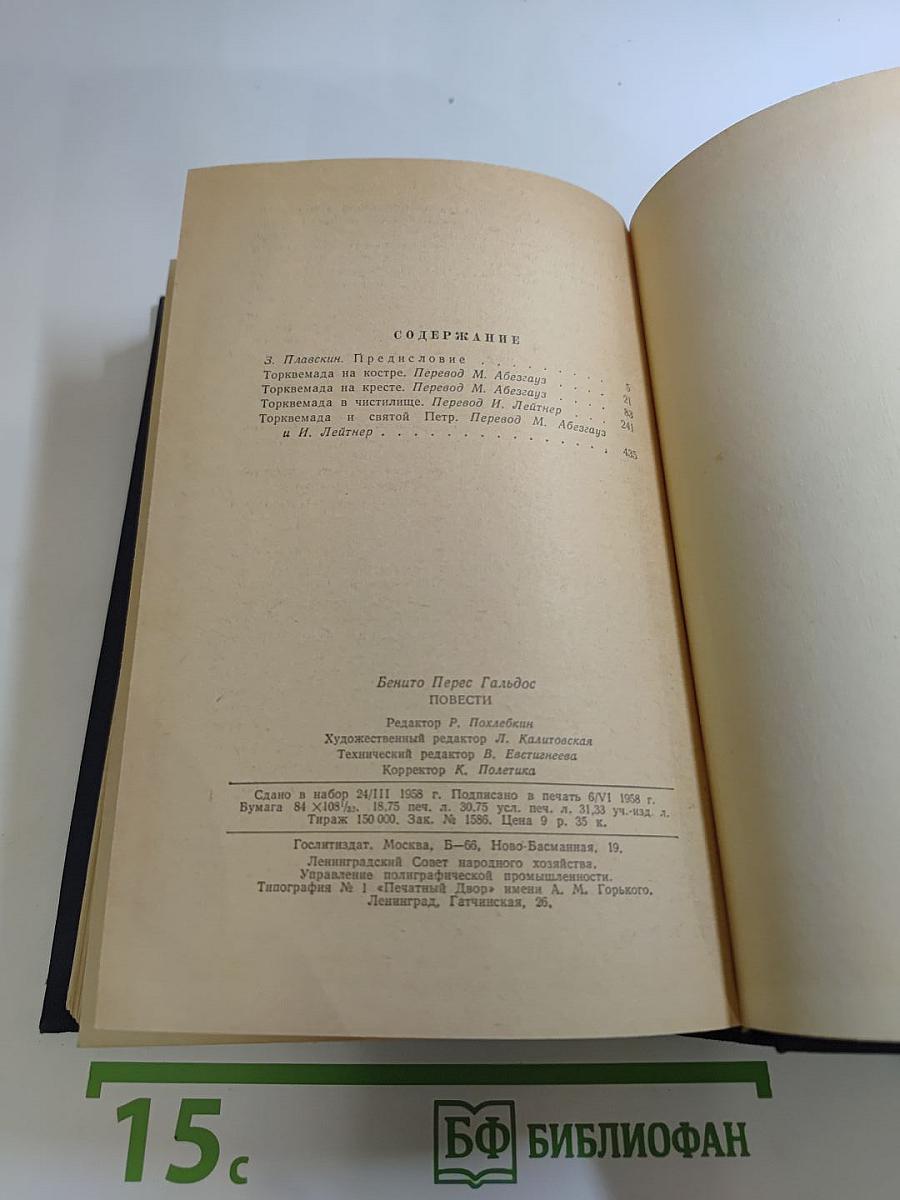 СОДЕРЖАНИЕ
З. Плавскин. Предисловие . . . . . . . . 5
Торквемада на костре. Перевод М. Абезгауз . . . . 21
Торквемада на кресте. Перевод М. Абезгауз . . . . 83
Торквемада в чистилище. Перевод И. Лейтнер . . . 241
Торквемада и святой Петр. Перевод М. Абезгауз
и И. Лейтнер . . . . . . . . . . . . . . . 435
Бенито Перес Гальдос
ПОВЕСТИ
Редактор Р. Похлебкин
Художественный редактор Л. Калитовская
Технический редактор В. Евстигнеева
Корректор К. Полетика
Сдано в набор 24/III 1958 г. Подписано в печать 6/VI 1958 г.
Бумага 84 ×108¹/₃₂. 18,75 печ. л. 30.75 усл. печ. л. 31,33 уч.-изд. л.
Тираж 150 000. Зак. № 1586. Цена 9 р. 35 к.
Гослитиздат. Москва, Б—66, Ново-Басманная, 19.
Ленинградский Совет народного хозяйства.
Управление полиграфической промышленности.
Типография № 1 «Печатный Двор» имени А. М. Горького.
Ленинград, Гатчинская, 26.
15 с
БФ БИБЛИОФАН